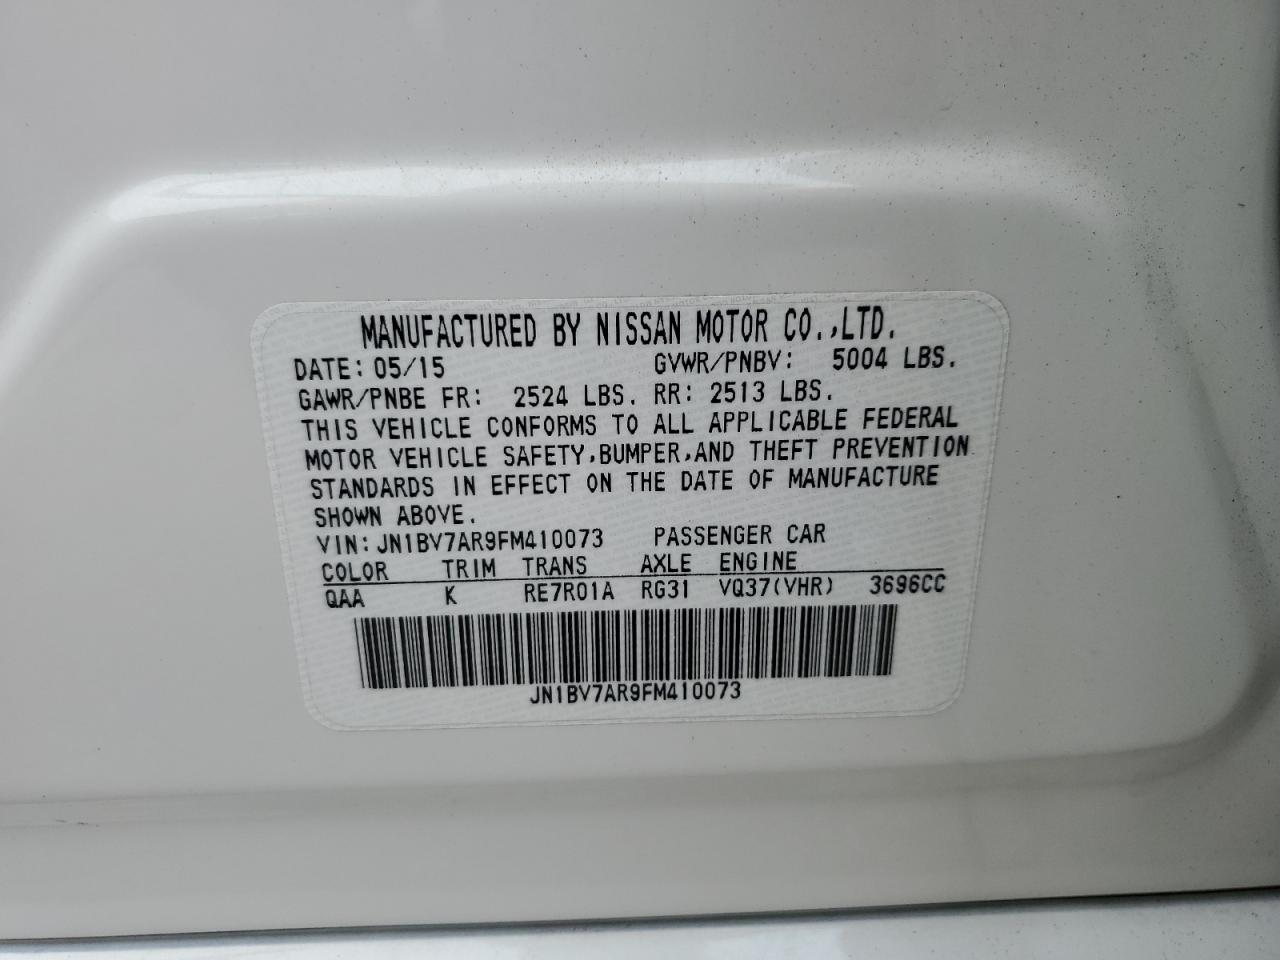 MANUFACTURED BY NISSAN MOTOR CO.,LTD.
DATE: 05/15 GVWR/PNBV: 5004 LBS.
GAWR/PNBE FR: 2524 LBS. RR: 2513 LBS.
THIS VEHICLE CONFORMS TO ALL APPLICABLE FEDERAL
MOTOR VEHICLE SAFETY,BUMPER,AND THEFT PREVENTION
STANDARDS IN EFFECT ON THE DATE OF MANUFACTURE
SHOWN ABOVE.
VIN: JN1BV7AR9FM410073 PASSENGER CAR
COLOR TRIM TRANS AXLE ENGINE
QAA K RE7R01A RG31 VQ37(VHR) 3696CC
JN1BV7AR9FM410073